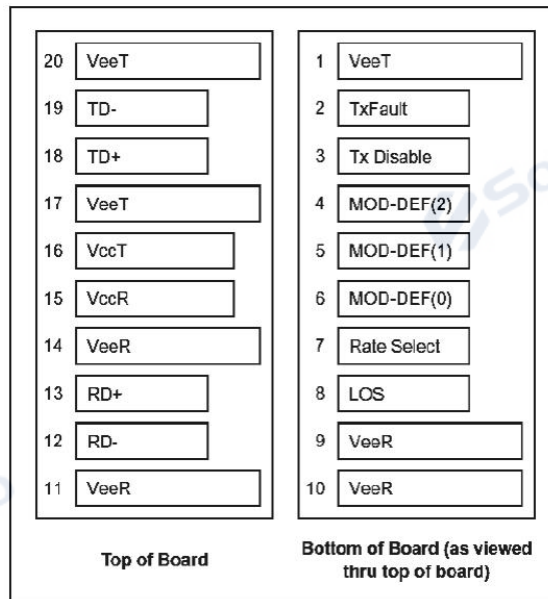 20 VeeT
19 TD-
18 TD+
17 VeeT
16 VccT
15 VccR
14 VeeR
13 RD+
12 RD-
11 VeeR
Top of Board
1 VeeT
2 TxFault
3 Tx Disable
4 MOD-DEF(2)
5 MOD-DEF(1)
6 MOD-DEF(0)
7 Rate Select
8 LOS
9 VeeR
10 VeeR
Bottom of Board (as viewed
thru top of board)